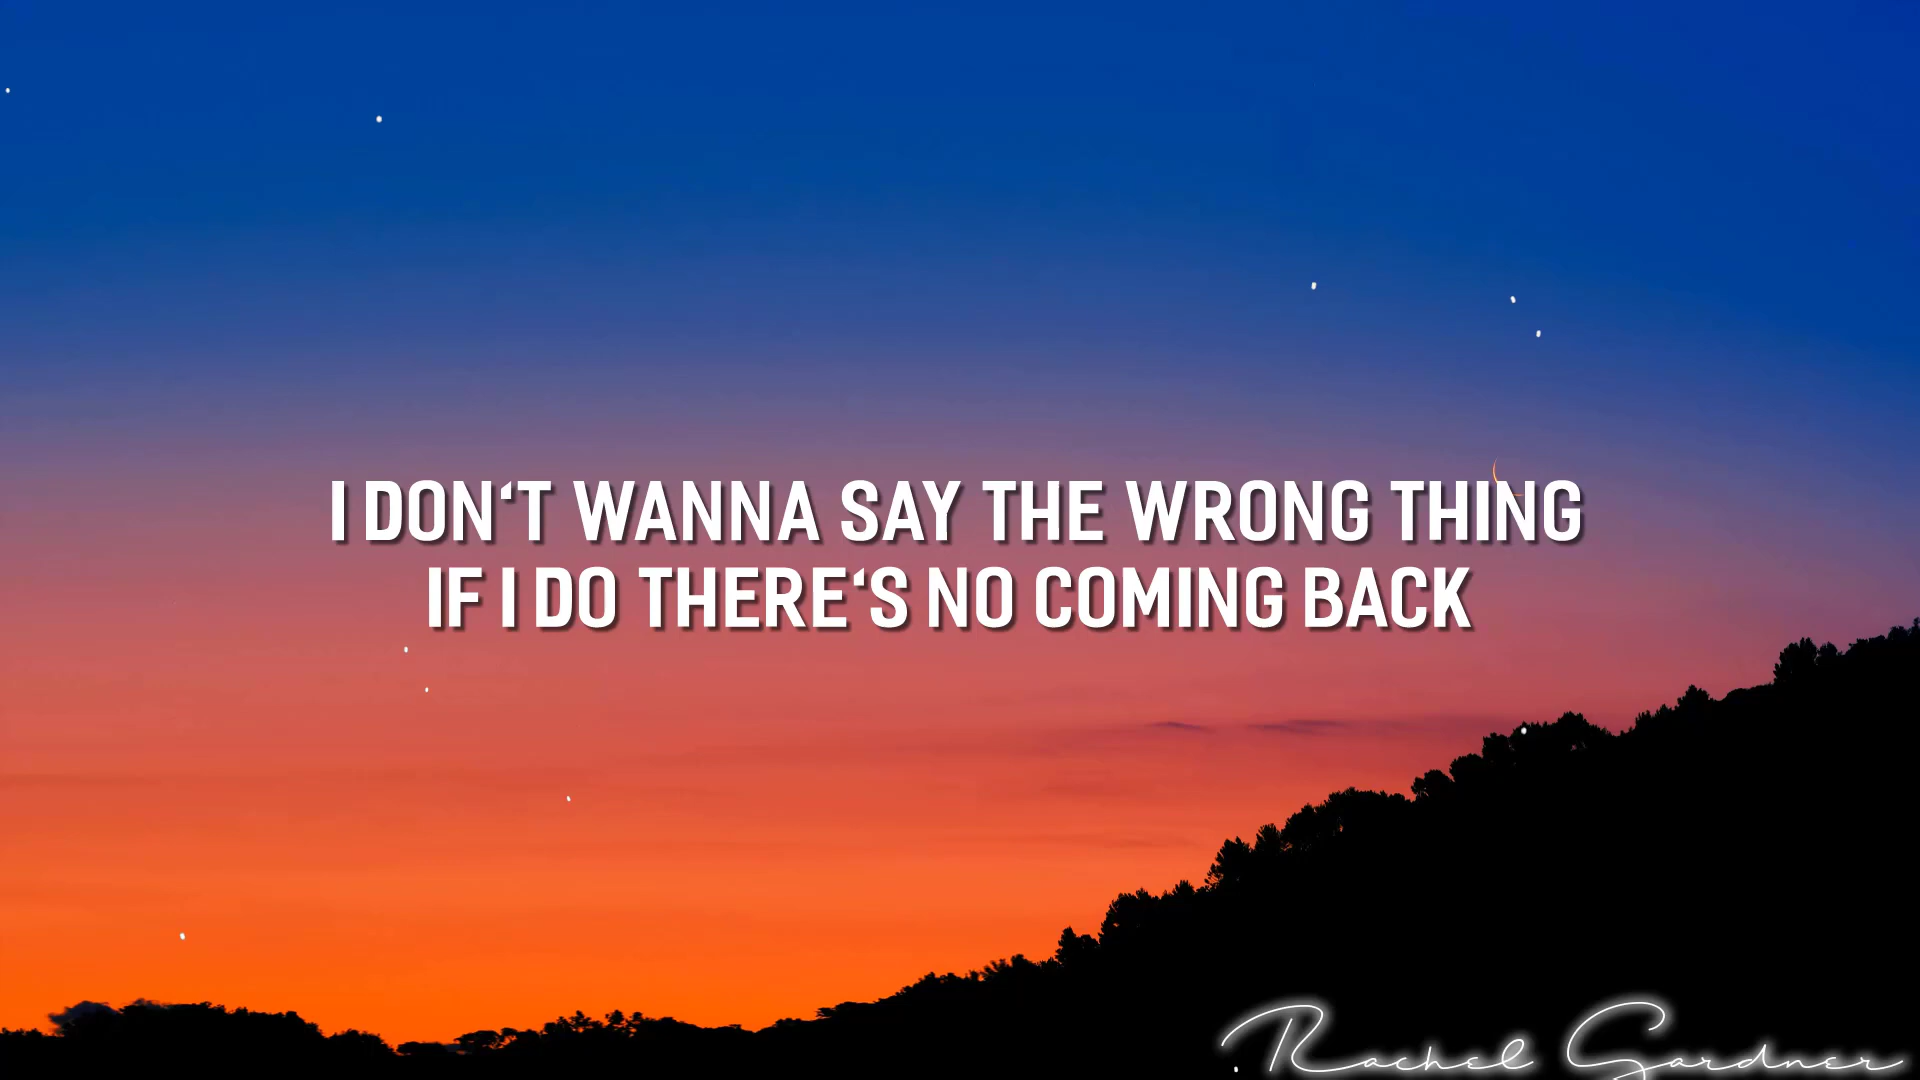 I DON‘T WANNA SAY THE WRONG THING
IF I DO THERE‘S NO COMING BACK
Rachel Gardner